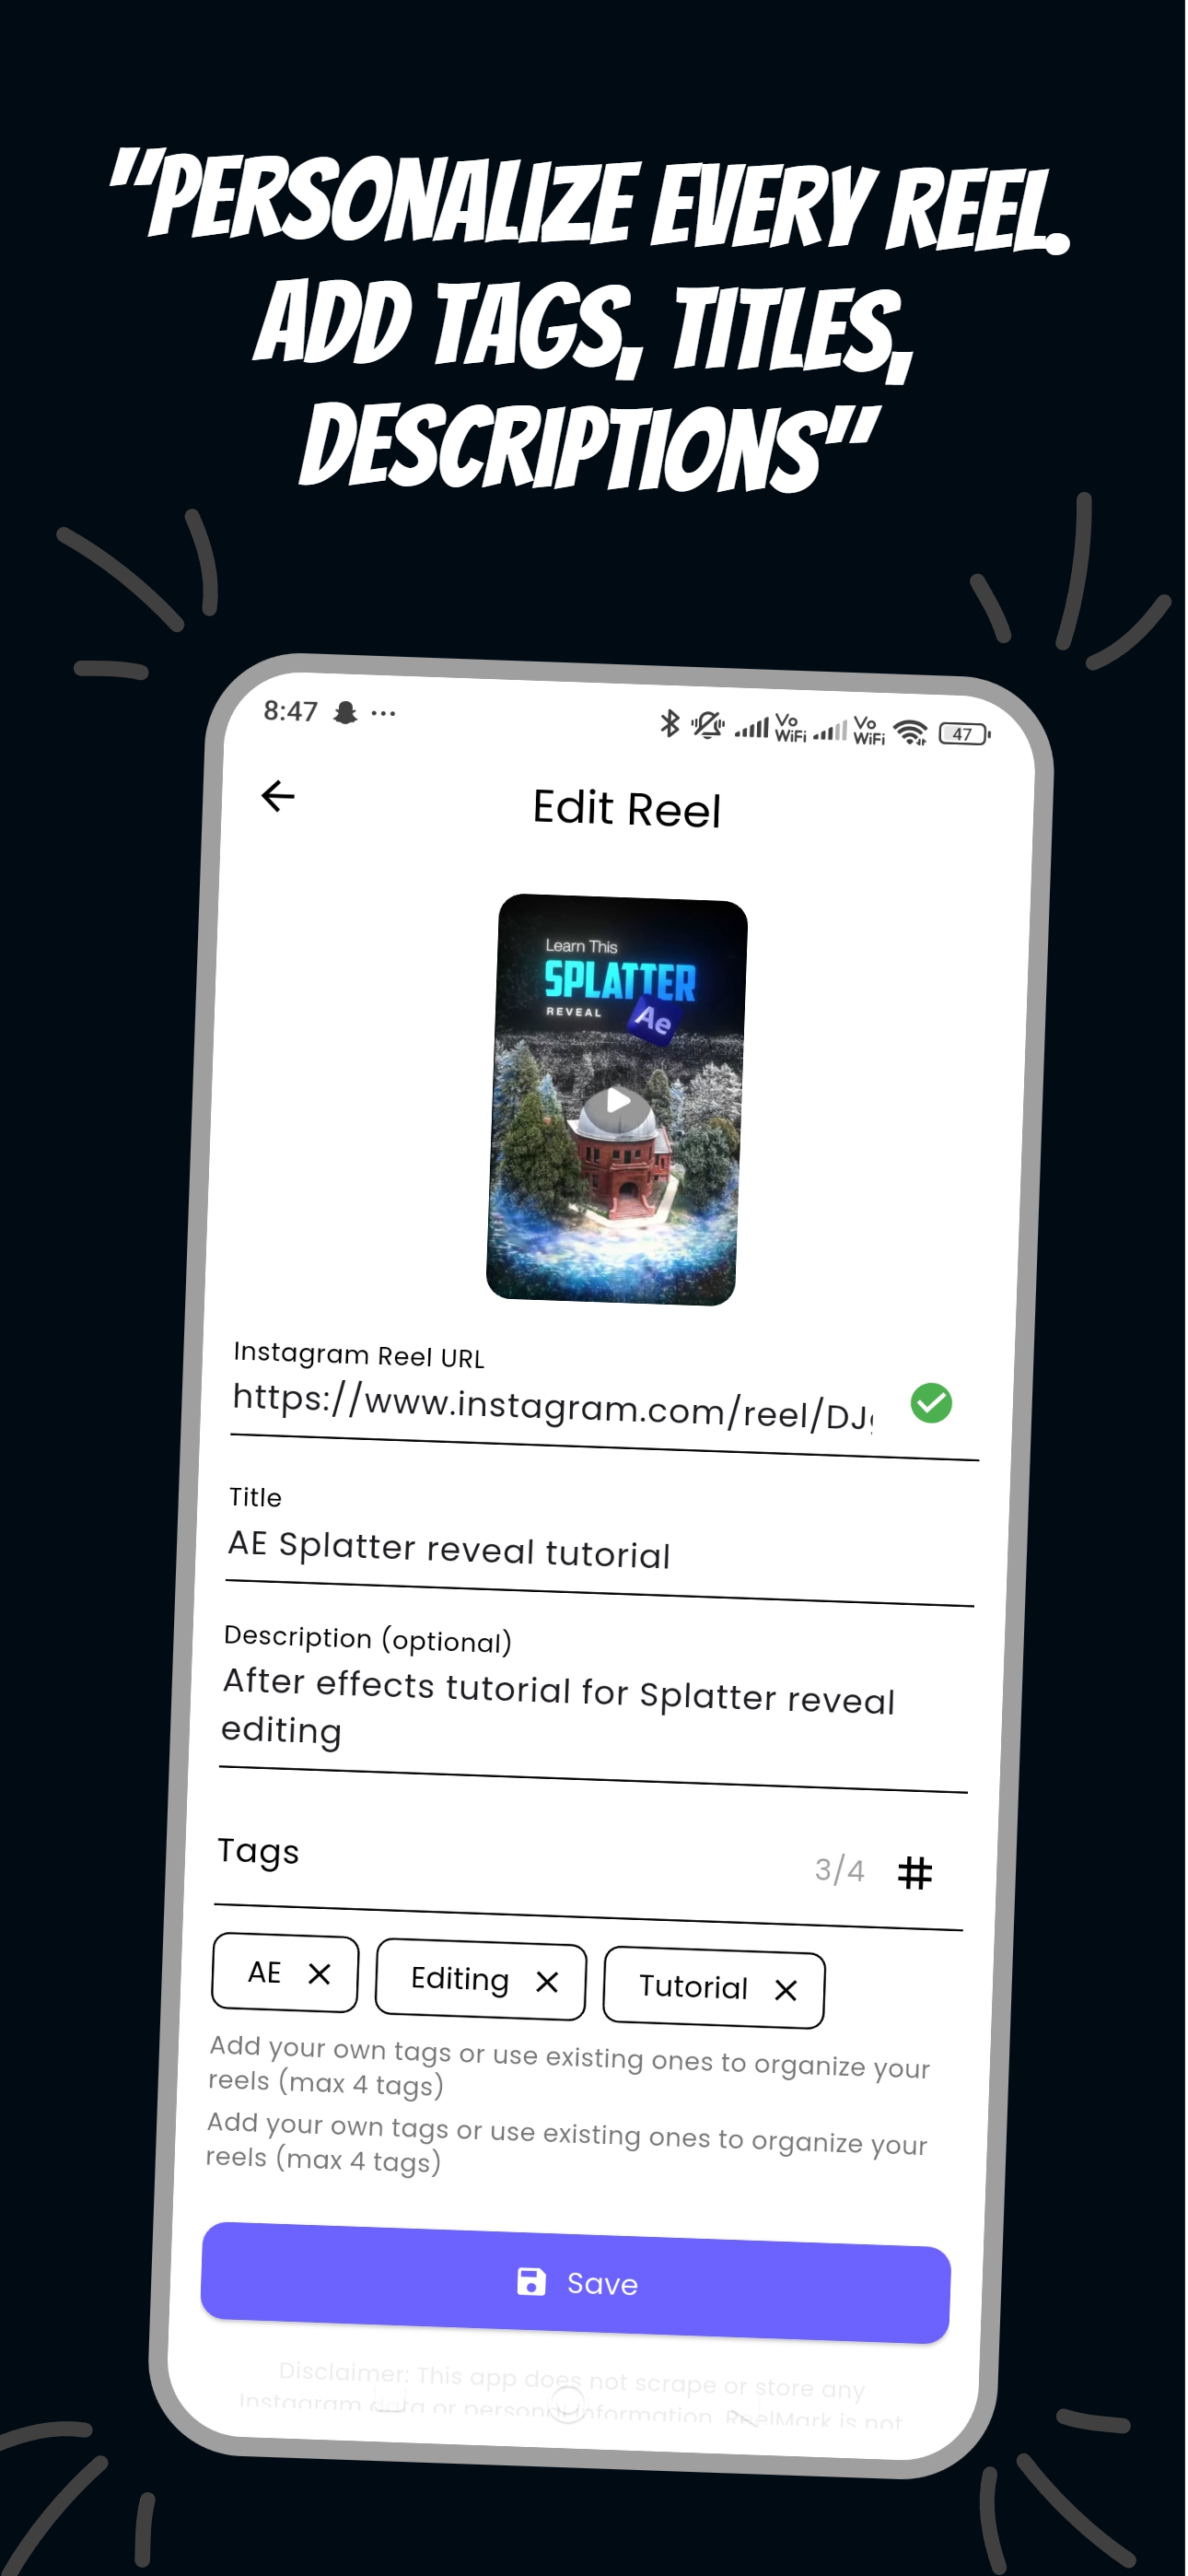 "PERSONALIZE EVERY REEL.
ADD TAGS, TITLES,
DESCRIPTIONS"
8:47
Vo
WiFi
Vo
WiFi
47
Edit Reel
Learn This
SPLATTER
REVEAL
Ae
Instagram Reel URL
https://www.instagram.com/reel/DJ
Title
AE Splatter reveal tutorial
Description (optional)
After effects tutorial for Splatter reveal
editing
Tags
3/4 #
AE
Editing
Tutorial
Add your own tags or use existing ones to organize your
reels (max 4 tags)
Add your own tags or use existing ones to organize your
reels (max 4 tags)
Save
Disclaimer: This app does not scrape or store any
Instagram data or personal information. ReelMark is not